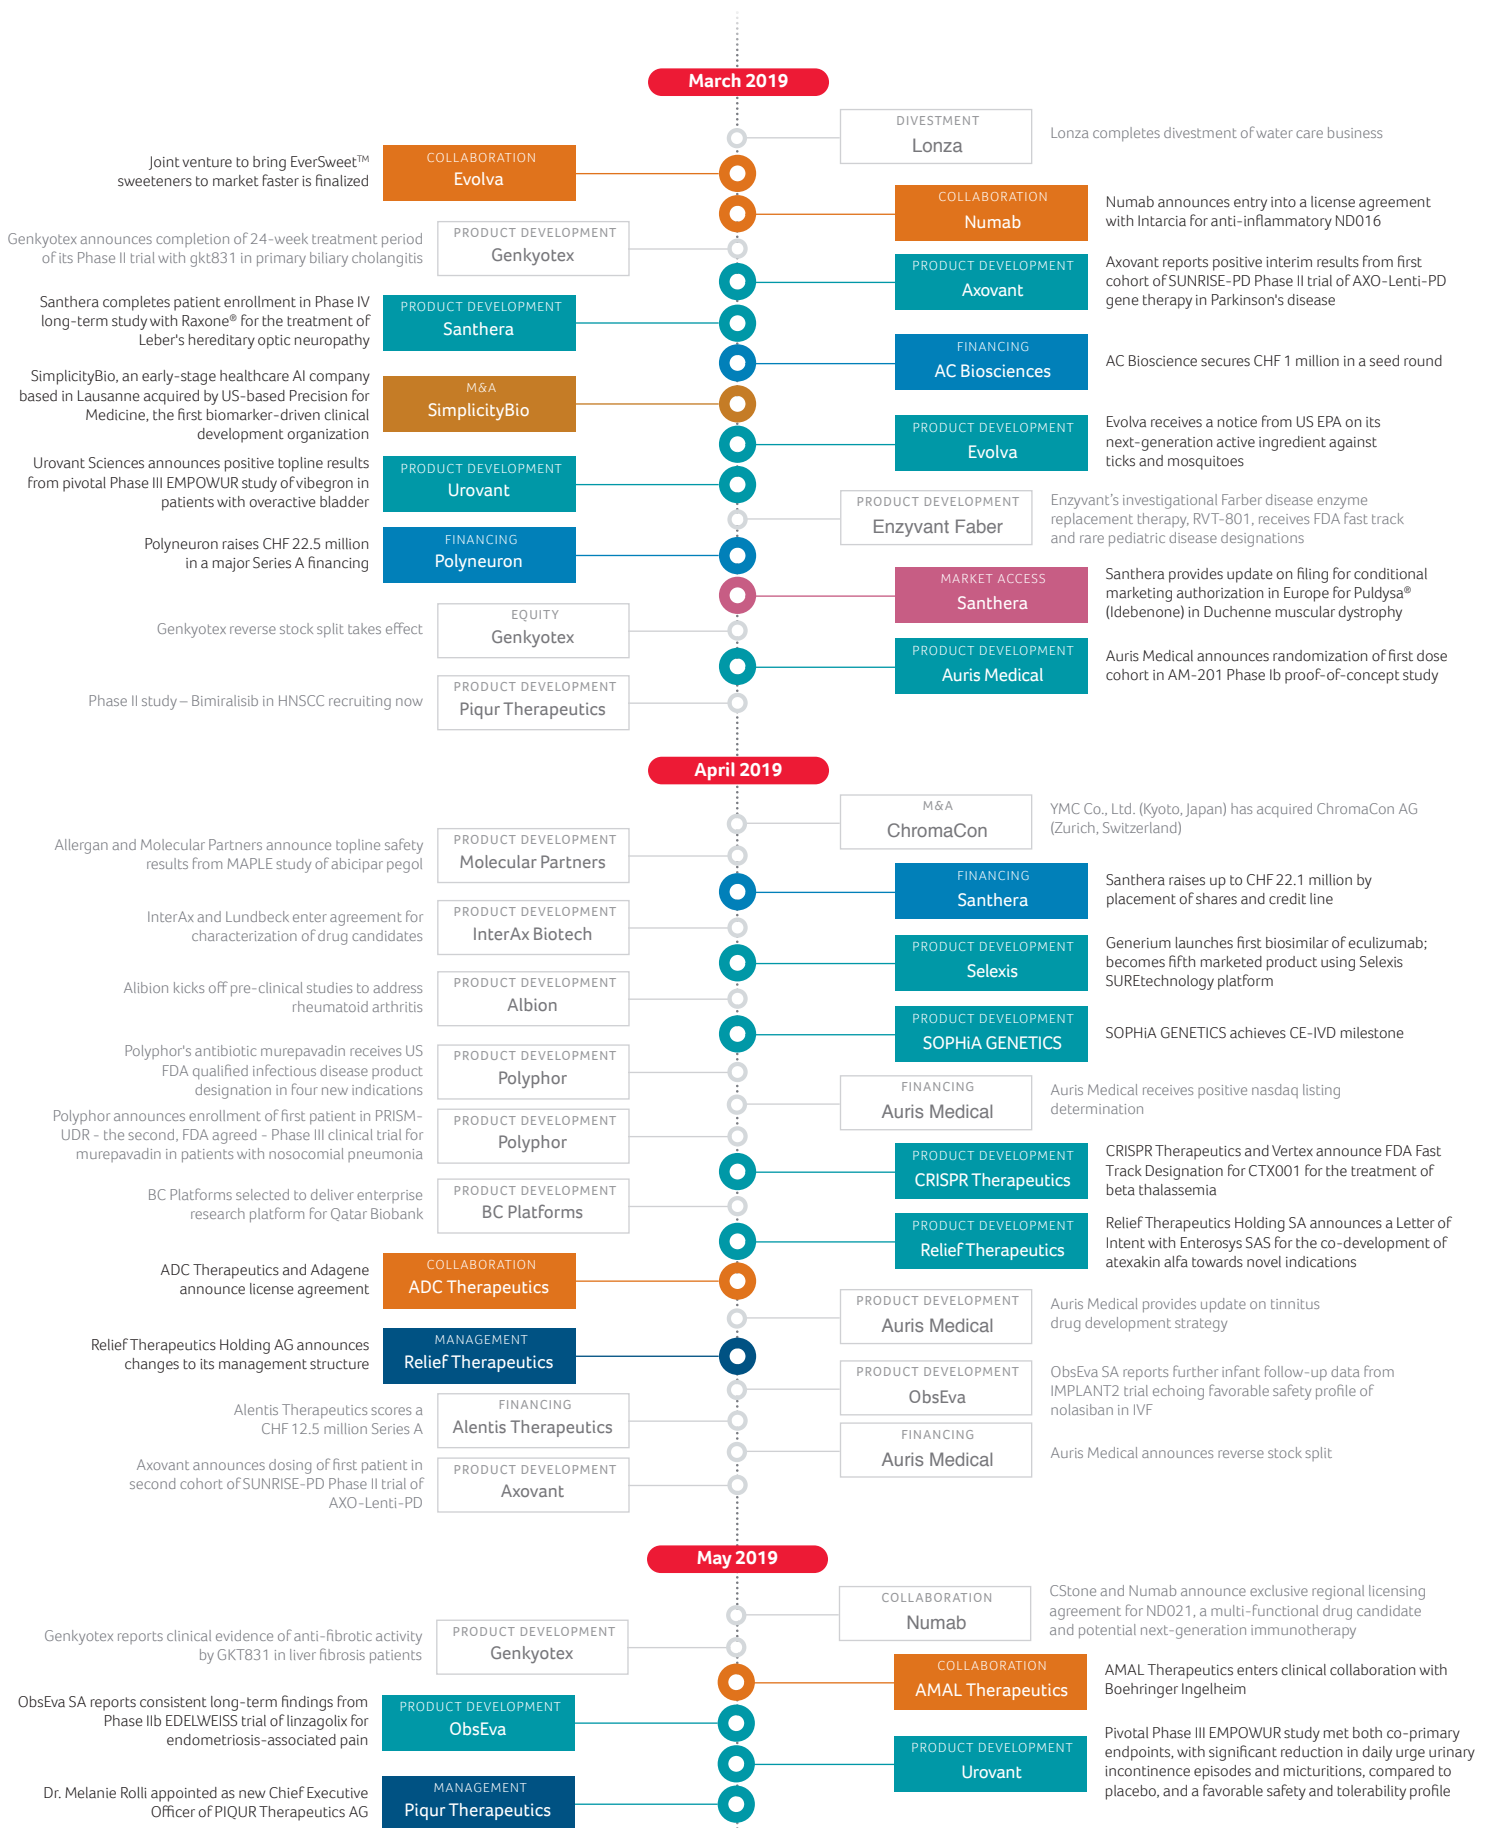 March 2019
DIVESTMENT
Lonza
Lonza completes divestment of water care business
Joint venture to bring EverSweet™
sweeteners to market faster is finalized
COLLABORATION
Evolva
COLLABORATION
Numab
Numab announces entry into a license agreement
with Intarcia for anti-inflammatory ND016
Genkyotex announces completion of 24-week treatment period
of its Phase II trial with gkt831 in primary biliary cholangitis
PRODUCT DEVELOPMENT
Genkyotex
PRODUCT DEVELOPMENT
Axovant
Axovant reports positive interim results from first
cohort of SUNRISE-PD Phase II trial of AXO-Lenti-PD
gene therapy in Parkinson's disease
Santhera completes patient enrollment in Phase IV
long-term study with Raxone® for the treatment of
Leber's hereditary optic neuropathy
PRODUCT DEVELOPMENT
Santhera
FINANCING
AC Biosciences
AC Bioscience secures CHF 1 million in a seed round
SimplicityBio, an early-stage healthcare AI company
based in Lausanne acquired by US-based Precision for
Medicine, the first biomarker-driven clinical
development organization
M&A
SimplicityBio
PRODUCT DEVELOPMENT
Evolva
Evolva receives a notice from US EPA on its
next-generation active ingredient against
ticks and mosquitoes
Urovant Sciences announces positive topline results
from pivotal Phase III EMPOWUR study of vibegron in
patients with overactive bladder
PRODUCT DEVELOPMENT
Urovant
PRODUCT DEVELOPMENT
Enzyvant Faber
Enzyvant's investigational Farber disease enzyme
replacement therapy, RVT-801, receives FDA fast track
and rare pediatric disease designations
Polyneuron raises CHF 22.5 million
in a major Series A financing
FINANCING
Polyneuron
MARKET ACCESS
Santhera
Santhera provides update on filing for conditional
marketing authorization in Europe for Puldysa®
(Idebenone) in Duchenne muscular dystrophy
Genkyotex reverse stock split takes effect
EQUITY
Genkyotex
PRODUCT DEVELOPMENT
Auris Medical
Auris Medical announces randomization of first dose
cohort in AM-201 Phase Ib proof-of-concept study
Phase II study – Bimiralisib in HNSCC recruiting now
PRODUCT DEVELOPMENT
Piqur Therapeutics
April 2019
M&A
ChromaCon
YMC Co., Ltd. (Kyoto, Japan) has acquired ChromaCon AG
(Zurich, Switzerland)
Allergan and Molecular Partners announce topline safety
results from MAPLE study of abicipar pegol
PRODUCT DEVELOPMENT
Molecular Partners
FINANCING
Santhera
Santhera raises up to CHF 22.1 million by
placement of shares and credit line
InterAx and Lundbeck enter agreement for
characterization of drug candidates
PRODUCT DEVELOPMENT
InterAx Biotech
PRODUCT DEVELOPMENT
Selexis
Generium launches first biosimilar of eculizumab;
becomes fifth marketed product using Selexis
SUREtechnology platform
Alibion kicks off pre-clinical studies to address
rheumatoid arthritis
PRODUCT DEVELOPMENT
Albion
PRODUCT DEVELOPMENT
SOPHiA GENETICS
SOPHiA GENETICS achieves CE-IVD milestone
Polyphor's antibiotic murepavadin receives US
FDA qualified infectious disease product
designation in four new indications
PRODUCT DEVELOPMENT
Polyphor
FINANCING
Auris Medical
Auris Medical receives positive nasdaq listing
determination
Polyphor announces enrollment of first patient in PRISM-
UDR - the second, FDA agreed - Phase III clinical trial for
murepavadin in patients with nosocomial pneumonia
PRODUCT DEVELOPMENT
Polyphor
PRODUCT DEVELOPMENT
CRISPR Therapeutics
CRISPR Therapeutics and Vertex announce FDA Fast
Track Designation for CTX001 for the treatment of
beta thalassemia
BC Platforms selected to deliver enterprise
research platform for Qatar Biobank
PRODUCT DEVELOPMENT
BC Platforms
PRODUCT DEVELOPMENT
Relief Therapeutics
Relief Therapeutics Holding SA announces a Letter of
Intent with Enterosys SAS for the co-development of
atexakin alfa towards novel indications
ADC Therapeutics and Adagene
announce license agreement
COLLABORATION
ADC Therapeutics
PRODUCT DEVELOPMENT
Auris Medical
Auris Medical provides update on tinnitus
drug development strategy
Relief Therapeutics Holding AG announces
changes to its management structure
MANAGEMENT
Relief Therapeutics
PRODUCT DEVELOPMENT
ObsEva
ObsEva SA reports further infant follow-up data from
IMPLANT2 trial echoing favorable safety profile of
nolasiban in IVF
Alentis Therapeutics scores a
CHF 12.5 million Series A
FINANCING
Alentis Therapeutics
FINANCING
Auris Medical
Auris Medical announces reverse stock split
Axovant announces dosing of first patient in
second cohort of SUNRISE-PD Phase II trial of
AXO-Lenti-PD
PRODUCT DEVELOPMENT
Axovant
May 2019
COLLABORATION
Numab
CStone and Numab announce exclusive regional licensing
agreement for ND021, a multi-functional drug candidate
and potential next-generation immunotherapy
Genkyotex reports clinical evidence of anti-fibrotic activity
by GKT831 in liver fibrosis patients
PRODUCT DEVELOPMENT
Genkyotex
COLLABORATION
AMAL Therapeutics
AMAL Therapeutics enters clinical collaboration with
Boehringer Ingelheim
ObsEva SA reports consistent long-term findings from
Phase IIb EDELWEISS trial of linzagolix for
endometriosis-associated pain
PRODUCT DEVELOPMENT
ObsEva
PRODUCT DEVELOPMENT
Urovant
Pivotal Phase III EMPOWUR study met both co-primary
endpoints, with significant reduction in daily urge urinary
incontinence episodes and micturitions, compared to
placebo, and a favorable safety and tolerability profile
Dr. Melanie Rolli appointed as new Chief Executive
Officer of PIQUR Therapeutics AG
MANAGEMENT
Piqur Therapeutics